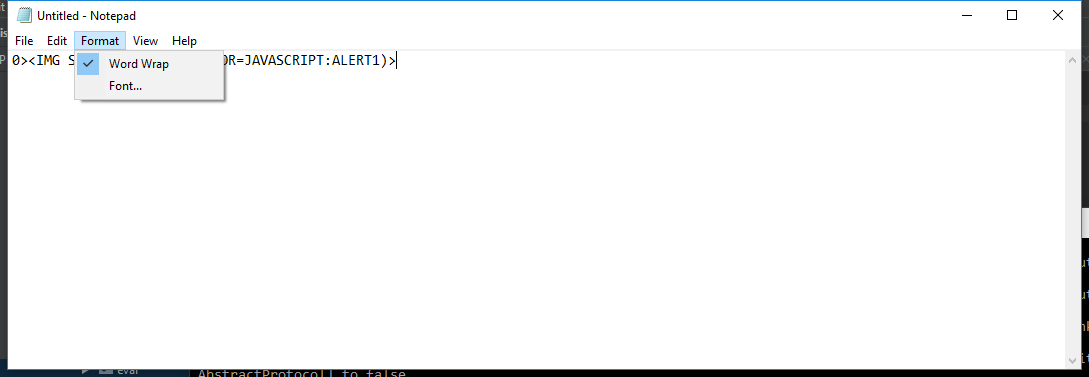 Untitled - Notepad
File Edit Format View Help
0><IMG S OR=JAVASCRIPT:ALERT1)>
Word Wrap
Font...
eval
AbstractProtocol] to false